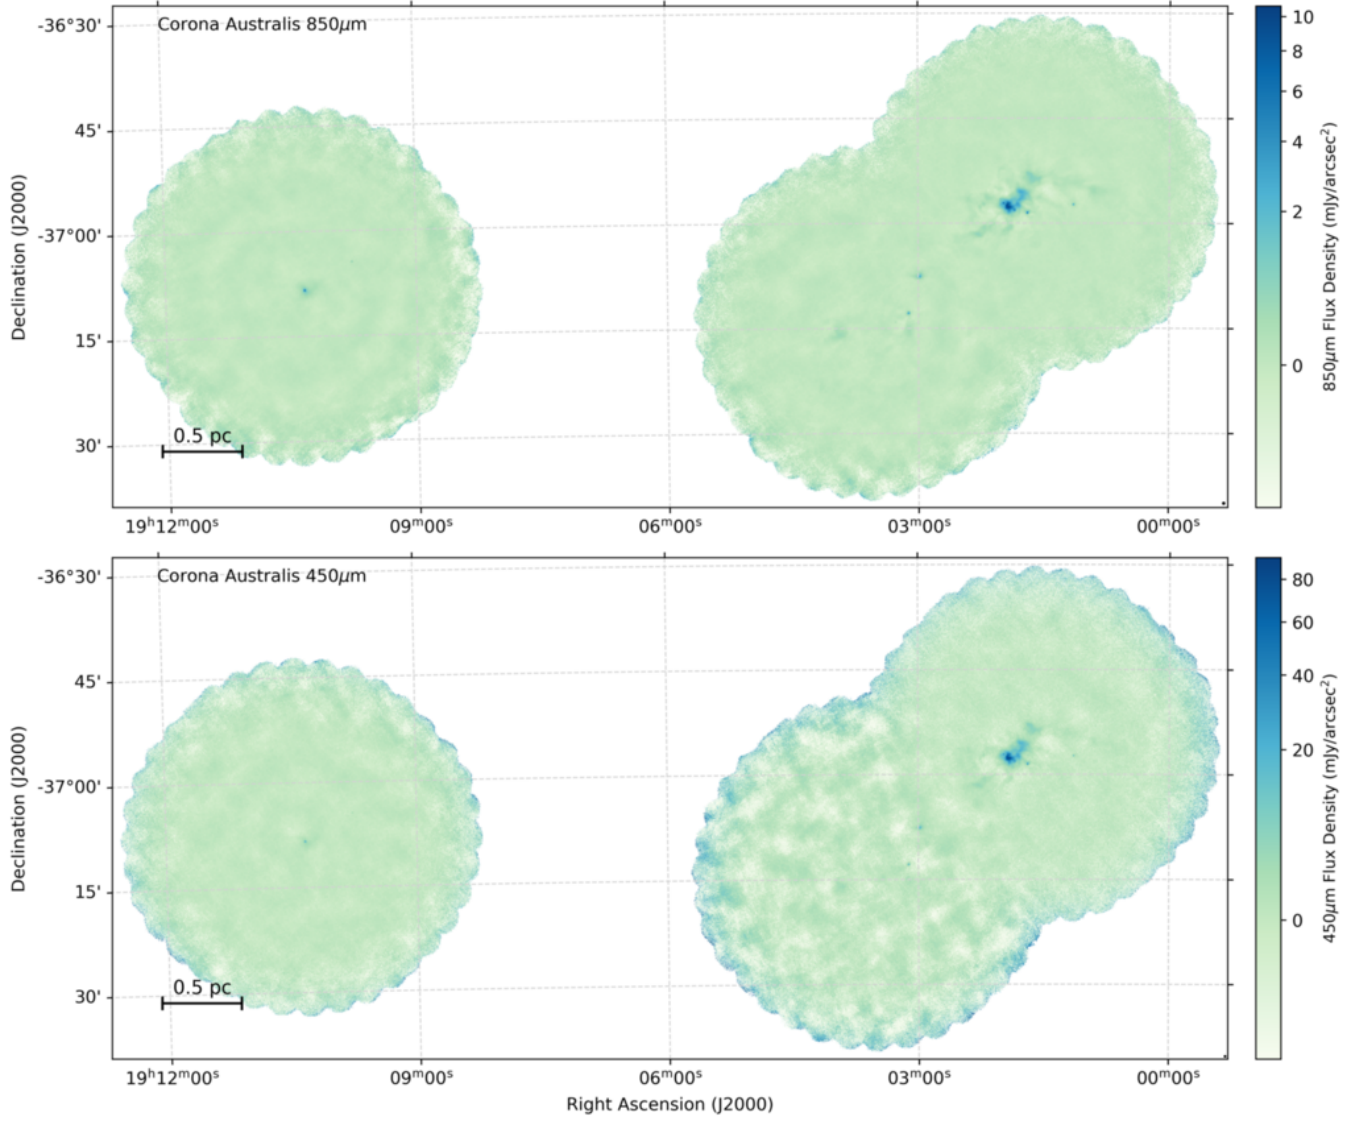 Corona Australis 850μm
-36°30'
45'
-37°00'
15'
30'
Declination (J2000)
0.5 pc
19ʰ12ᵐ00ˢ
09ᵐ00ˢ
06ᵐ00ˢ
03ᵐ00ˢ
00ᵐ00ˢ
10
8
6
4
2
0
850μm Flux Density (mJy/arcsec²)
Corona Australis 450μm
-36°30'
45'
-37°00'
15'
30'
Declination (J2000)
0.5 pc
19ʰ12ᵐ00ˢ
09ᵐ00ˢ
06ᵐ00ˢ
03ᵐ00ˢ
00ᵐ00ˢ
Right Ascension (J2000)
80
60
40
20
0
450μm Flux Density (mJy/arcsec²)